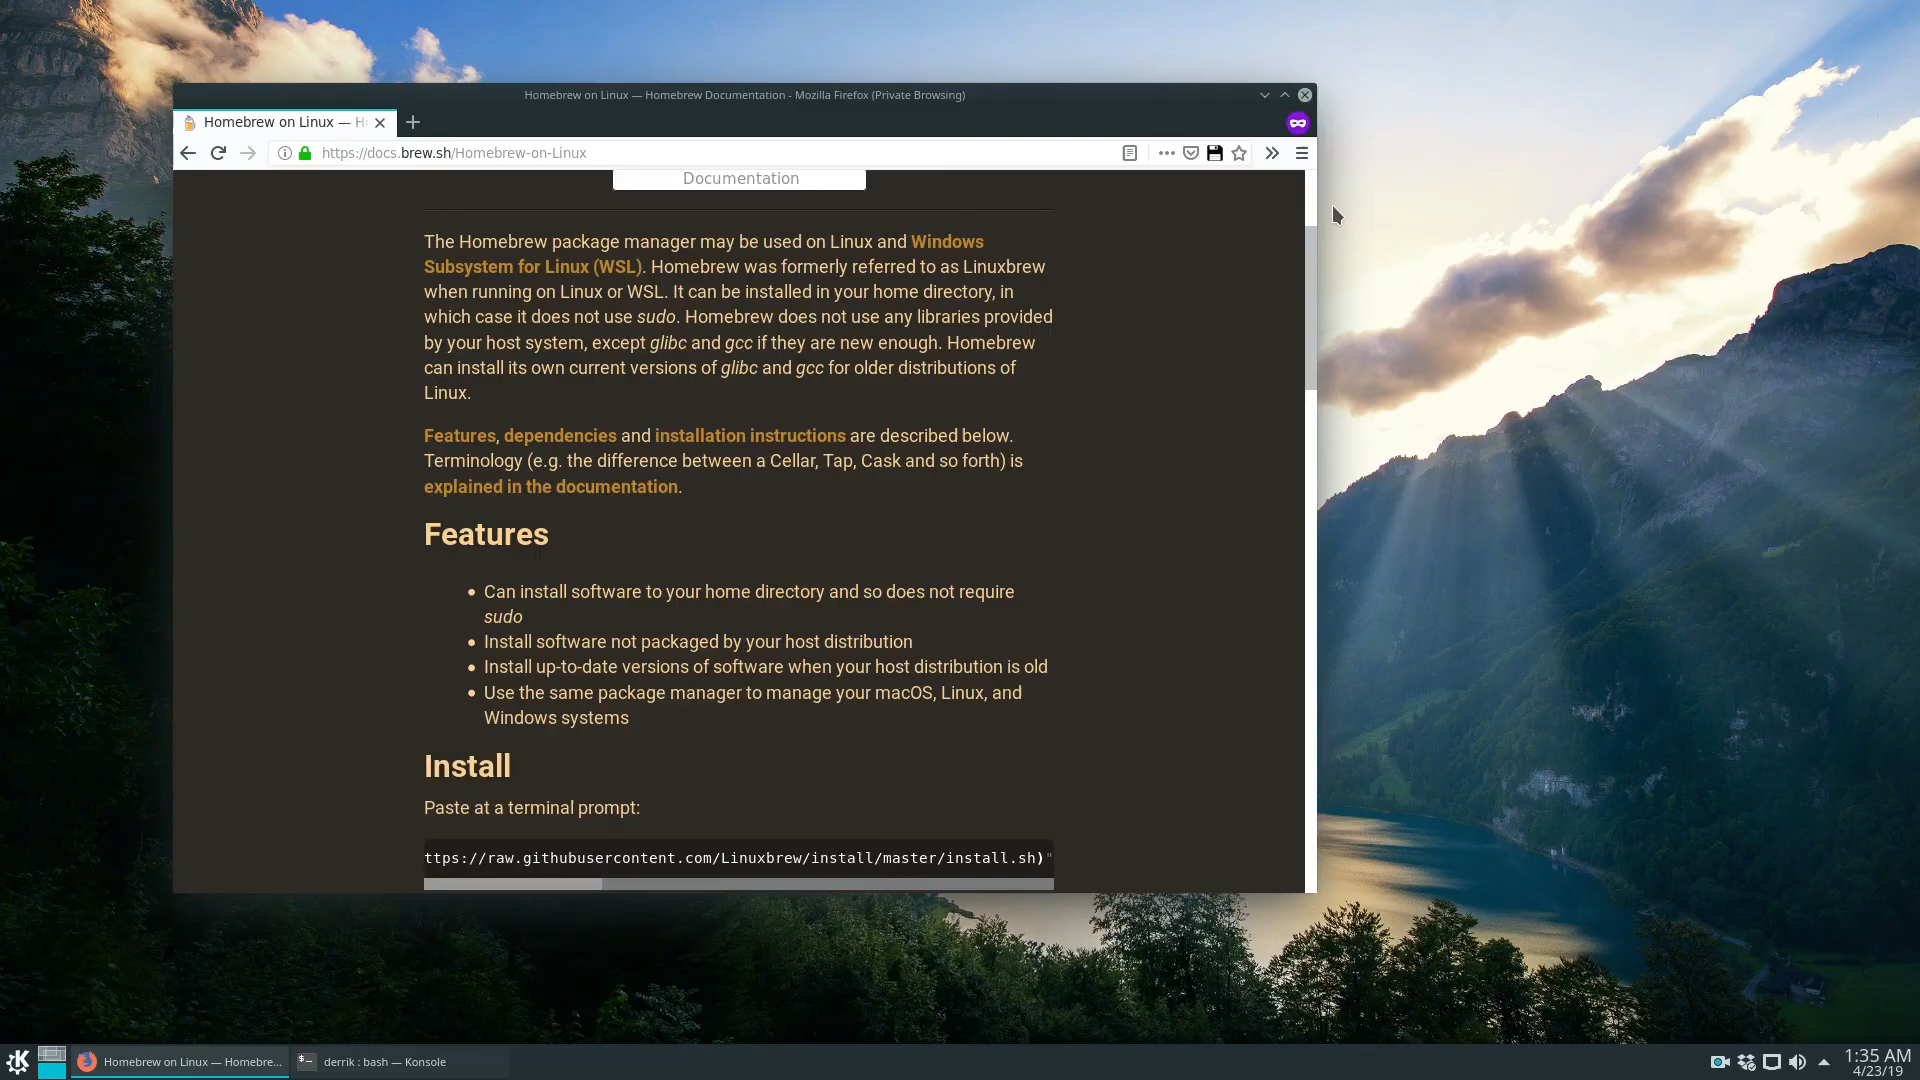 Homebrew on Linux — Homebrew Documentation - Mozilla Firefox (Private Browsing)
Homebrew on Linux — H
https://docs.brew.sh/Homebrew-on-Linux
Documentation
The Homebrew package manager may be used on Linux and Windows
Subsystem for Linux (WSL). Homebrew was formerly referred to as Linuxbrew
when running on Linux or WSL. It can be installed in your home directory, in
which case it does not use sudo. Homebrew does not use any libraries provided
by your host system, except glibc and gcc if they are new enough. Homebrew
can install its own current versions of glibc and gcc for older distributions of
Linux.
Features, dependencies and installation instructions are described below.
Terminology (e.g. the difference between a Cellar, Tap, Cask and so forth) is
explained in the documentation.
Features
• Can install software to your home directory and so does not require
sudo
• Install software not packaged by your host distribution
• Install up-to-date versions of software when your host distribution is old
• Use the same package manager to manage your macOS, Linux, and
Windows systems
Install
Paste at a terminal prompt:
ttps://raw.githubusercontent.com/Linuxbrew/install/master/install.sh)"
Homebrew on Linux — Homebre...
derrik : bash — Konsole
1:35 AM
4/23/19